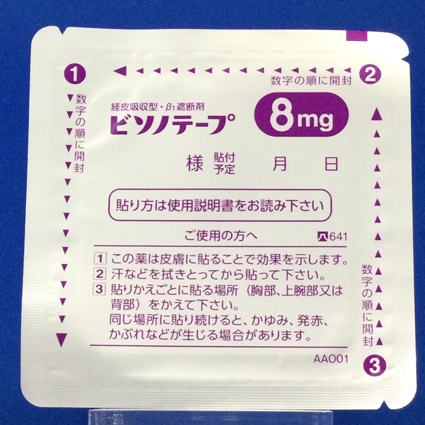 1
数字の順に開封
2
数字の順に開封
経皮吸収型・β1遮断剤
ビソノテープ 8mg
様 貼付予定 月 日
貼り方は使用説明書をお読み下さい
ご使用の方へ
641
1 この薬は皮膚に貼ることで効果を示します。
2 汗などを拭きとってから貼って下さい。
3 貼りかえごとに貼る場所（胸部、上腕部又は
背部）をかえて下さい。
同じ場所に貼り続けると、かゆみ、発赤、
かぶれなどが生じる場合があります。
数字の順に開封
3
AA001